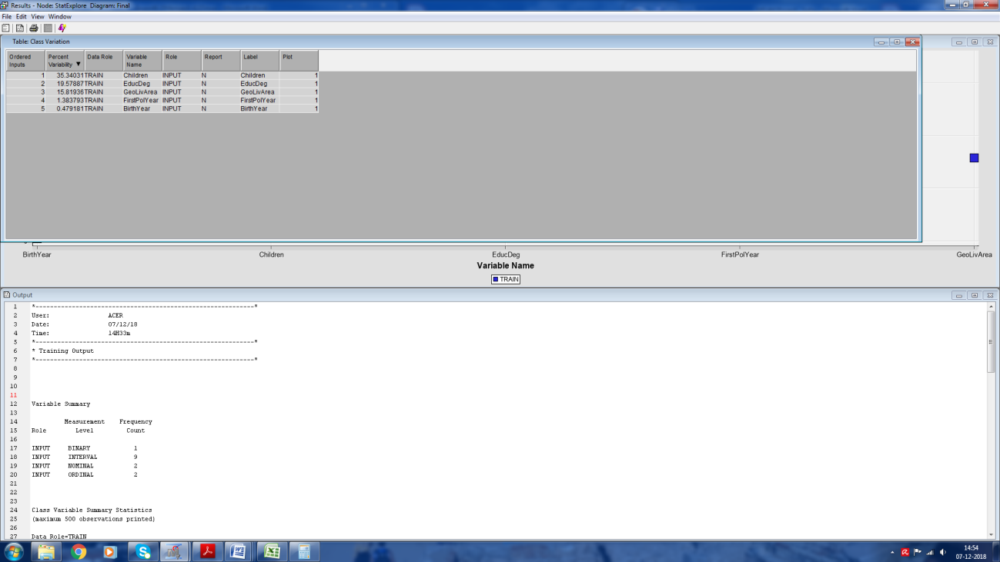 Results - Node: StatExplore Diagram: Final
File Edit View Window
Table: Class Variation
Ordered Inputs Percent Variability ▼ Data Role Variable Name Role Report Label Plot
1 35.34031 TRAIN Children INPUT N Children 1
2 19.57887 TRAIN EducDeg INPUT N EducDeg 1
3 15.81936 TRAIN GeoLivArea INPUT N GeoLivArea 1
4 1.383793 TRAIN FirstPolYear INPUT N FirstPolYear 1
5 0.479181 TRAIN BirthYear INPUT N BirthYear 1
BirthYear Children EducDeg FirstPolYear GeoLivArea
Variable Name
TRAIN
Output
1 *------------------------------------------------------------*
2 User: ACER
3 Date: 07/12/18
4 Time: 14H33m
5 *------------------------------------------------------------*
6 * Training Output
7 *------------------------------------------------------------*
8
9
10
11
12 Variable Summary
13
14 Measurement Frequency
15 Role Level Count
16
17 INPUT BINARY 1
18 INPUT INTERVAL 9
19 INPUT NOMINAL 2
20 INPUT ORDINAL 2
21
22
23
24 Class Variable Summary Statistics
25 (maximum 500 observations printed)
26
27 Data Role=TRAIN
14:54
07-12-2018